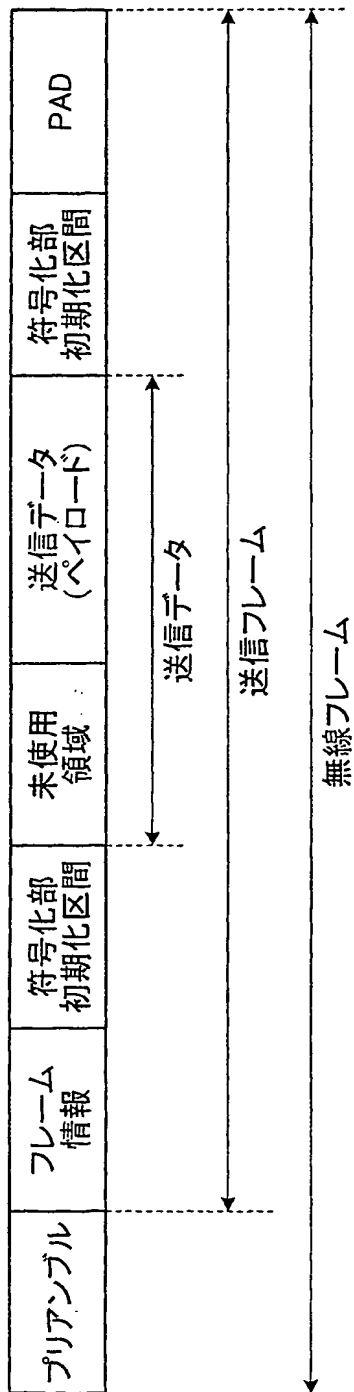 プリアンブル
フレーム
情報
符号化部
初期化区間
未使用
領域
送信データ
(ペイロード)
符号化部
初期化区間
PAD
送信データ
送信フレーム
無線フレーム